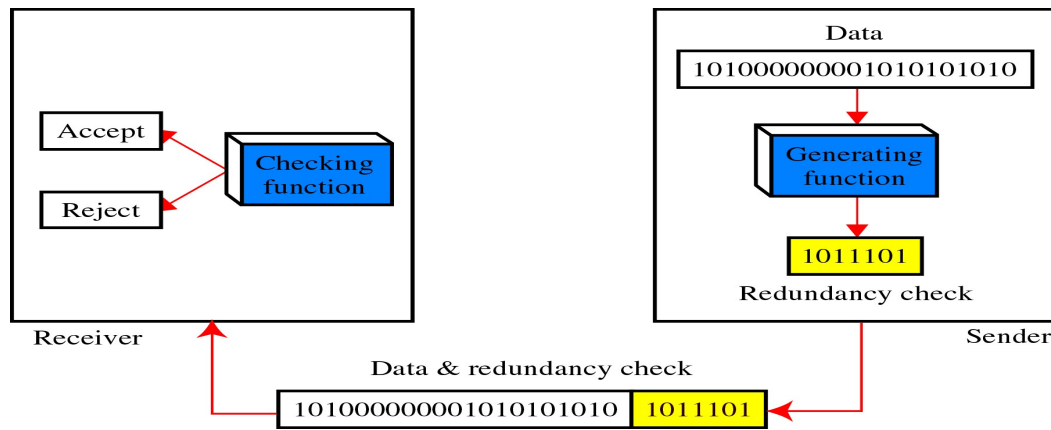 Data
1010000000001010101010
Accept
Checking
function
Generating
function
Reject
1011101
Redundancy check
Receiver
Sender
Data & redundancy check
1010000000001010101010 1011101